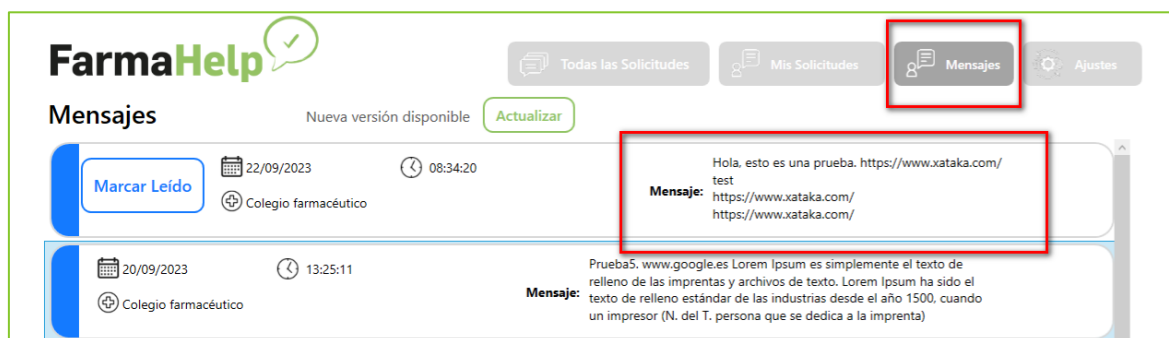 FarmaHelp
Todas las Solicitudes
Mis Solicitudes
Mensajes
Ajustes
Mensajes
Nueva versión disponible
Actualizar
Marcar Leído
22/09/2023
08:34:20
Colegio farmacéutico
Mensaje:
Hola, esto es una prueba. https://www.xataka.com/
test
https://www.xataka.com/
https://www.xataka.com/
20/09/2023
13:25:11
Colegio farmacéutico
Mensaje:
Prueba5. www.google.es Lorem Ipsum es simplemente el texto de
relleno de las imprentas y archivos de texto. Lorem Ipsum ha sido el
texto de relleno estándar de las industrias desde el año 1500, cuando
un impresor (N. del T. persona que se dedica a la imprenta)